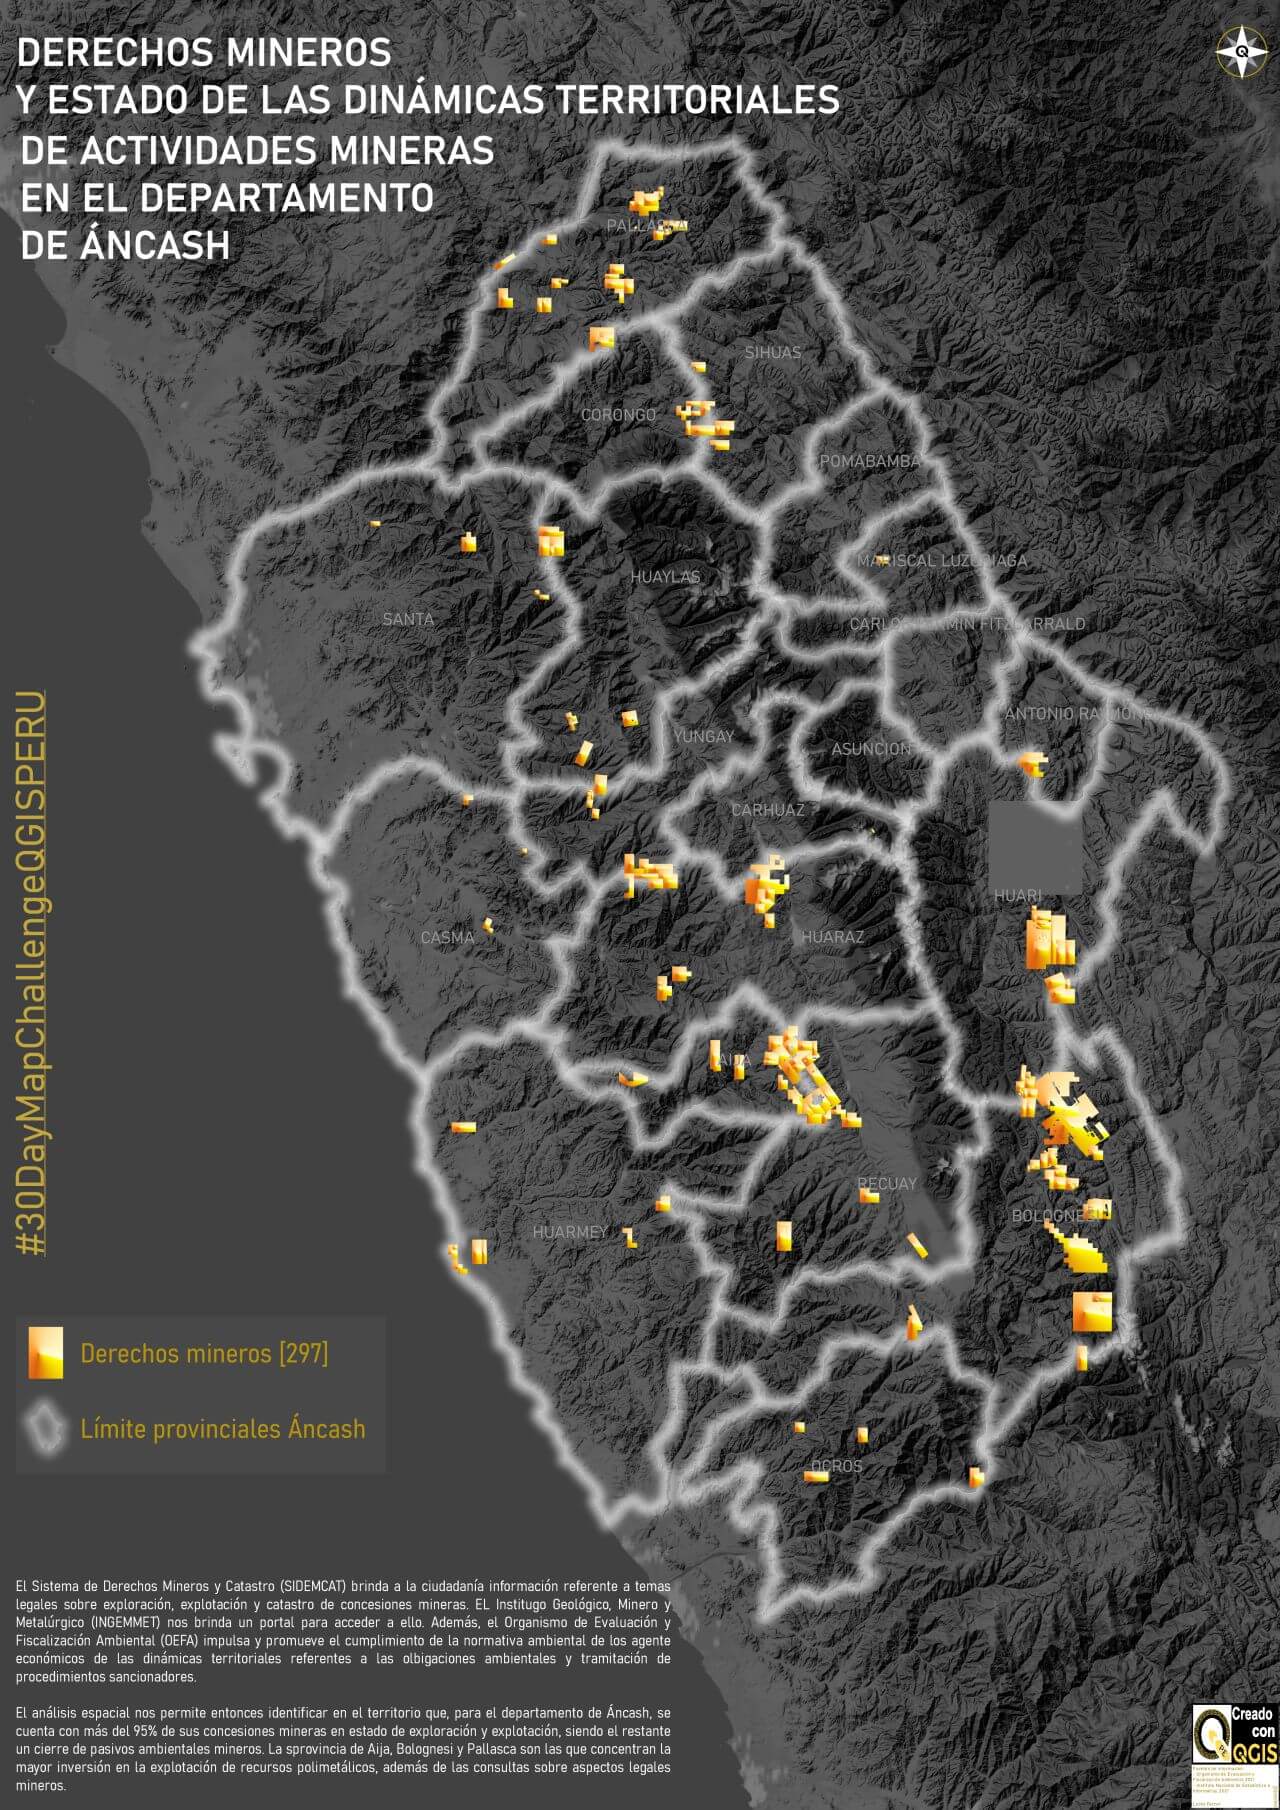 DERECHOS MINEROS
Y ESTADO DE LAS DINÁMICAS TERRITORIALES
DE ACTIVIDADES MINERAS
EN EL DEPARTAMENTO
DE ÁNCASH
PALLASCA
SIHUAS
CORONGO
POMABAMBA
MARISCAL LUZURIAGA
HUAYLAS
SANTA
CARLOS FERMIN FITZCARRALD
ANTONIO RAYMONDI
YUNGAY
ASUNCION
CARHUAZ
HUARI
CASMA
HUARAZ
AIJA
RECUAY
BOLOGNESI
HUARMEY
OCROS
#30DayMapChallengeQGISPERU
Derechos mineros [297]
Límite provinciales Áncash
El Sistema de Derechos Mineros y Catastro (SIDEMCAT) brinda a la ciudadanía información referente a temas
legales sobre exploración, explotación y catastro de concesiones mineras. EL Institugo Geológico, Minero y
Metalúrgico (INGEMMET) nos brinda un portal para acceder a ello. Además, el Organismo de Evaluación y
Fiscalización Ambiental (OEFA) impulsa y promueve el cumplimiento de la normativa ambiental de los agente
económicos de las dinámicas territoriales referentes a las olbigaciones ambientales y tramitación de
procedimientos sancionadores.
El análisis espacial nos permite entonces identificar en el territorio que, para el departamento de Áncash, se
cuenta con más del 95% de sus concesiones mineras en estado de exploración y explotación, siendo el restante
un cierre de pasivos ambientales mineros. La sprovincia de Aija, Bolognesi y Pallasca son las que concentran la
mayor inversión en la explotación de recursos polimetálicos, además de las consultas sobre aspectos legales
mineros.
Creado
con
QGIS